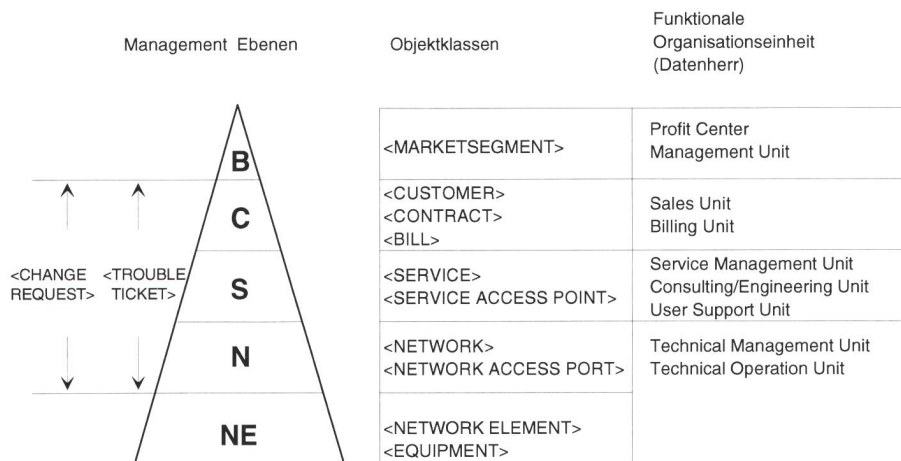 Management Ebenen
Objektklassen
Funktionale
Organisationseinheit
(Datenherr)
B
<MARKETSEGMENT>
Profit Center
Management Unit
C
<CUSTOMER>
<CONTRACT>
<BILL>
Sales Unit
Billing Unit
<CHANGE
REQUEST>
<TROUBLE
TICKET>
S
<SERVICE>
<SERVICE ACCESS POINT>
Service Management Unit
Consulting/Engineering Unit
User Support Unit
N
<NETWORK>
<NETWORK ACCESS PORT>
Technical Management Unit
Technical Operation Unit
NE
<NETWORK ELEMENT>
<EQUIPMENT>